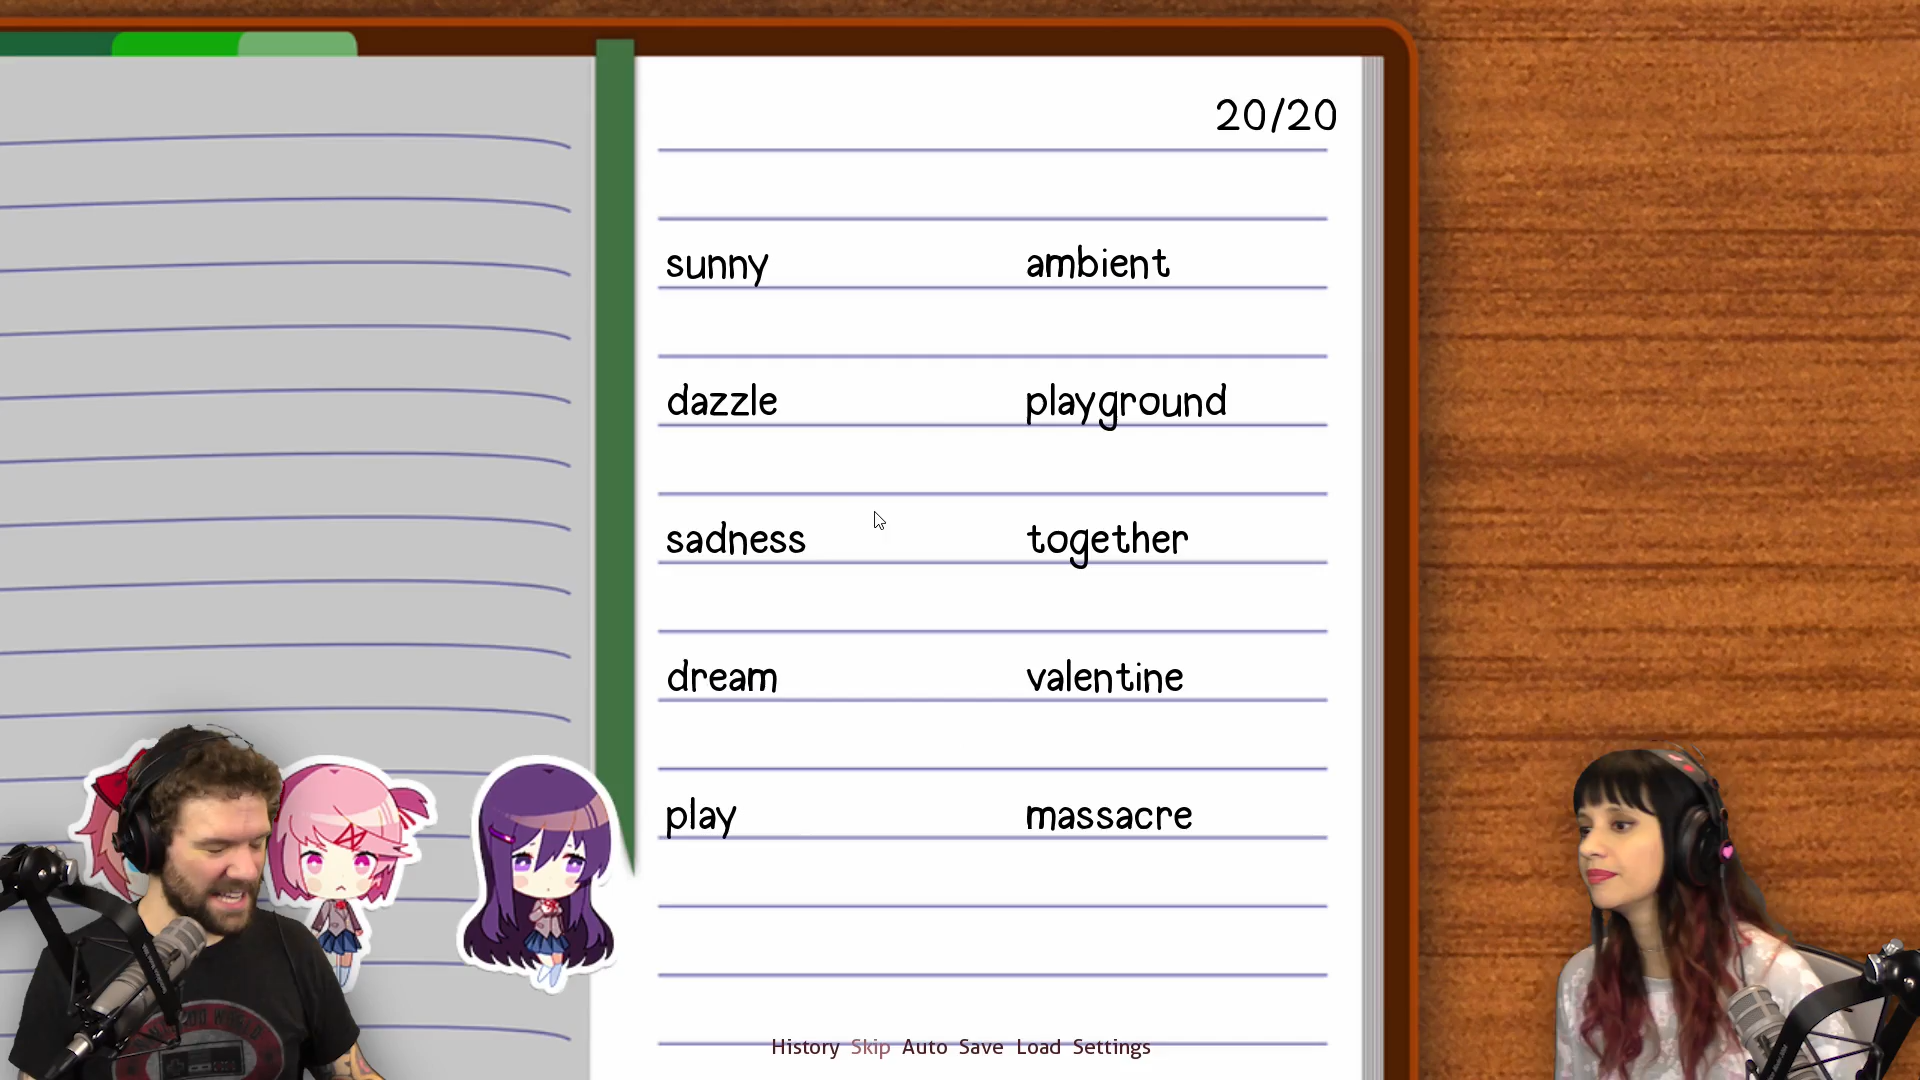 20/20
sunny ambient
dazzle playground
sadness together
dream valentine
play massacre
History Skip Auto Save Load Settings